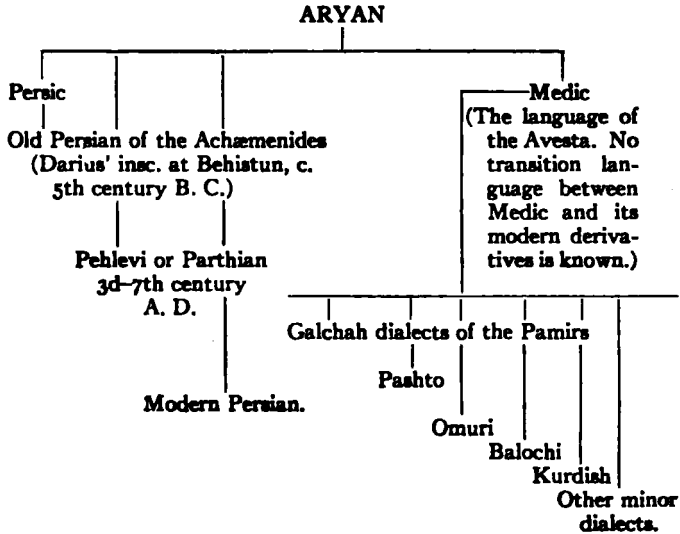 ARYAN
Persic
Old Persian of the Achæmenides
(Darius' insc. at Behistun, c.
5th century B. C.)
Pehlevi or Parthian
3d–7th century
A. D.
Modern Persian.
Medic
(The language of
the Avesta. No
transition lan-
guage between
Medic and its
modern deriva-
tives is known.)
Galchah dialects of the Pamirs
Pashto
Omuri
Balochi
Kurdish
Other minor
dialects.